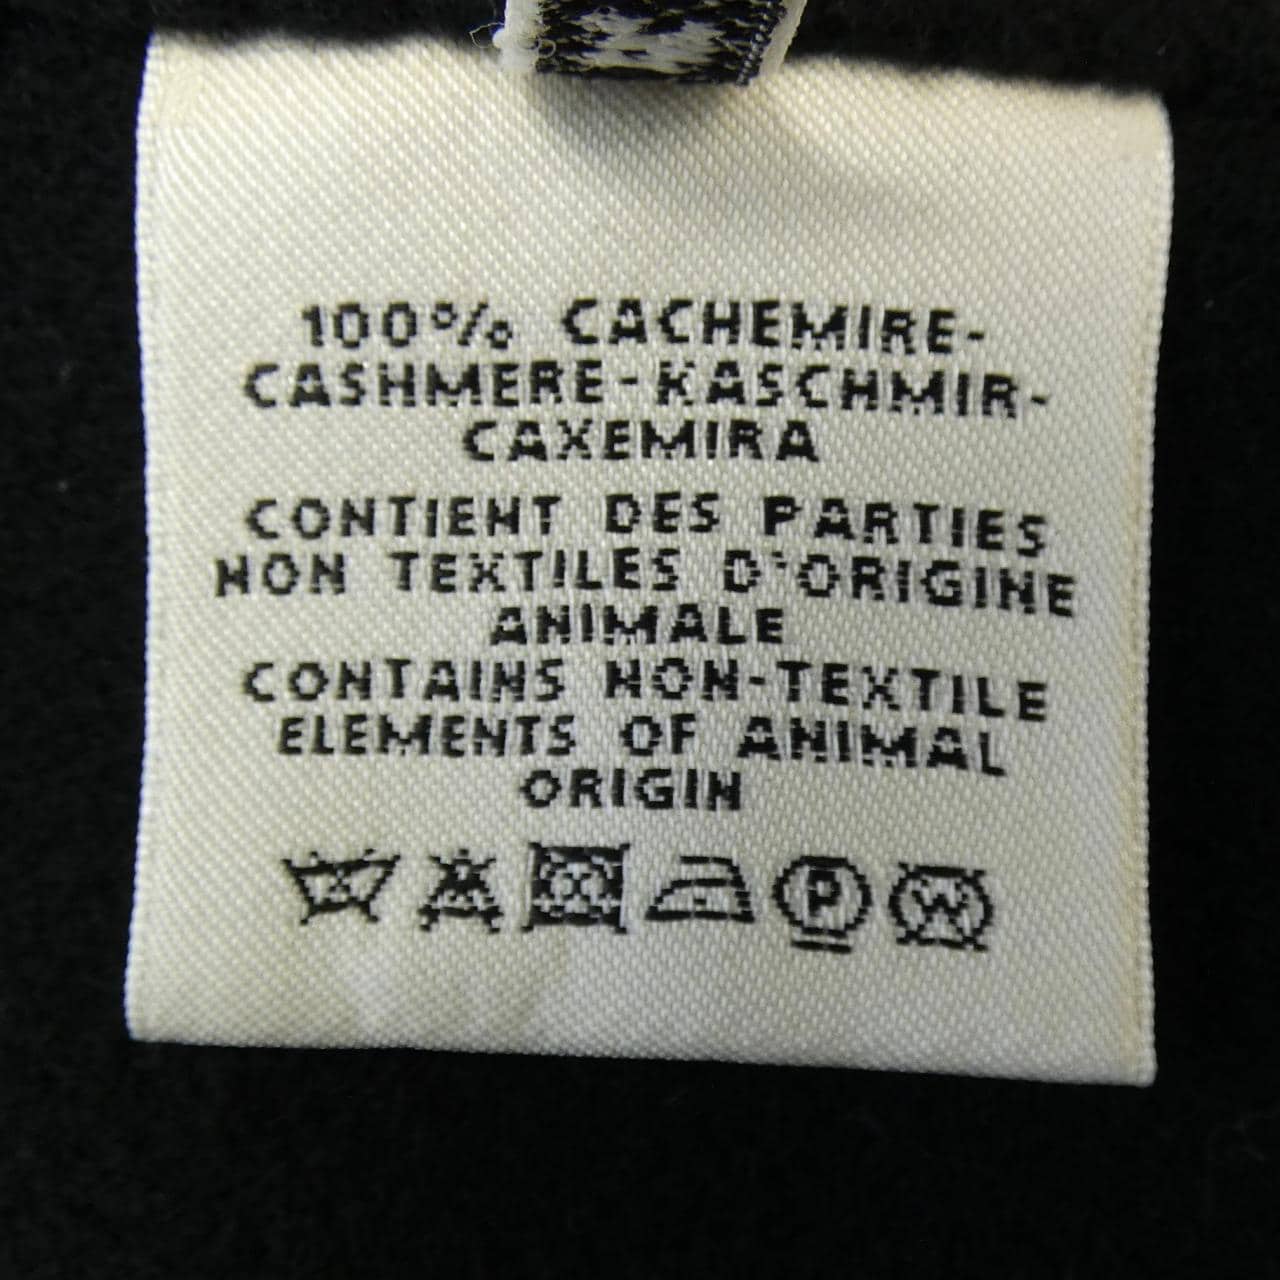 100% CACHEMIRE-
CASHMERE-KASCHMIR-
CAXEMIRA
CONTIENT DES PARTIES
NON TEXTILES D'ORIGINE
ANIMALE
CONTAINS NON-TEXTILE
ELEMENTS OF ANIMAL
ORIGIN
P W